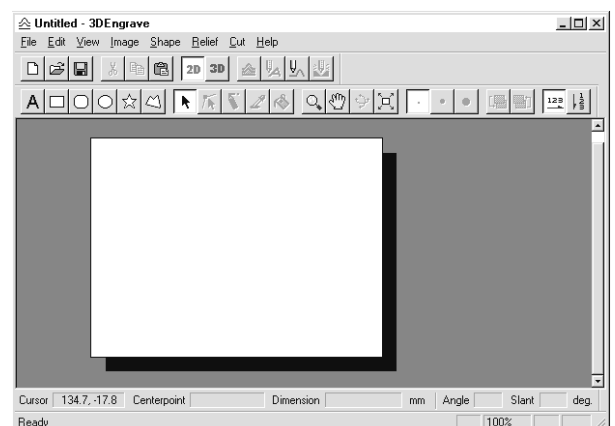 Untitled - 3DEngrave
File Edit View Image Shape Relief Cut Help
2D 3D
A 123
Cursor 134.7, -17.8 Centerpoint Dimension mm Angle Slant deg.
Ready 100%